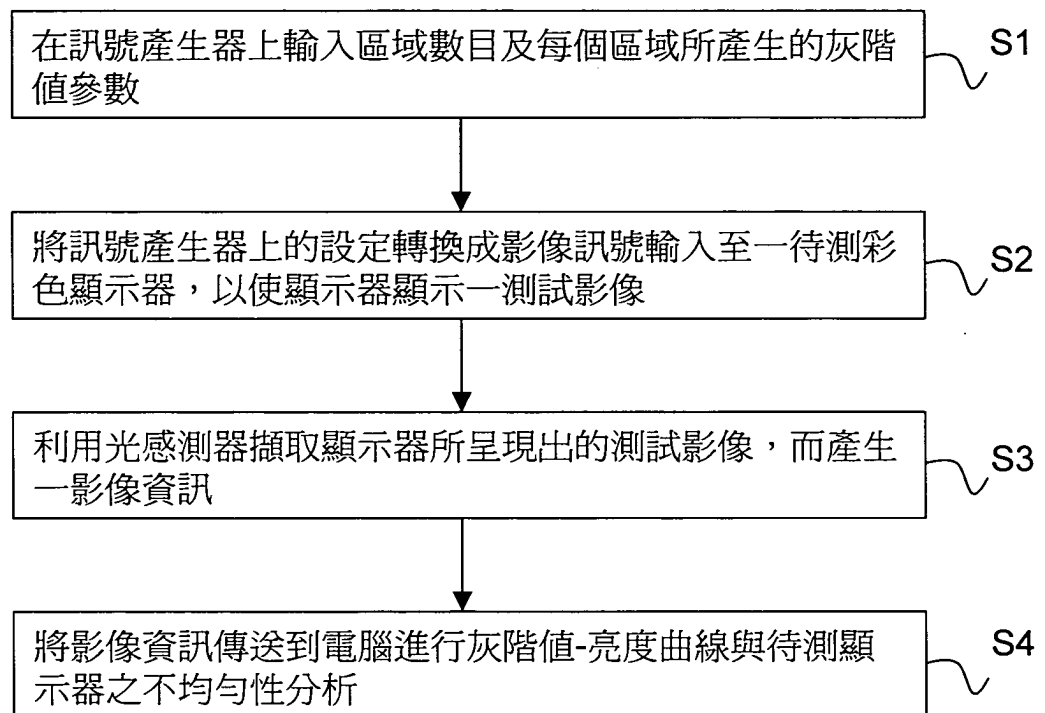 在訊號產生器上輸入區域數目及每個區域所產生的灰階
值參數
S1
將訊號產生器上的設定轉換成影像訊號輸入至一待測彩
色顯示器，以使顯示器顯示一測試影像
S2
利用光感測器擷取顯示器所呈現出的測試影像，而產生
一影像資訊
S3
將影像資訊傳送到電腦進行灰階值-亮度曲線與待測顯
示器之不均勻性分析
S4